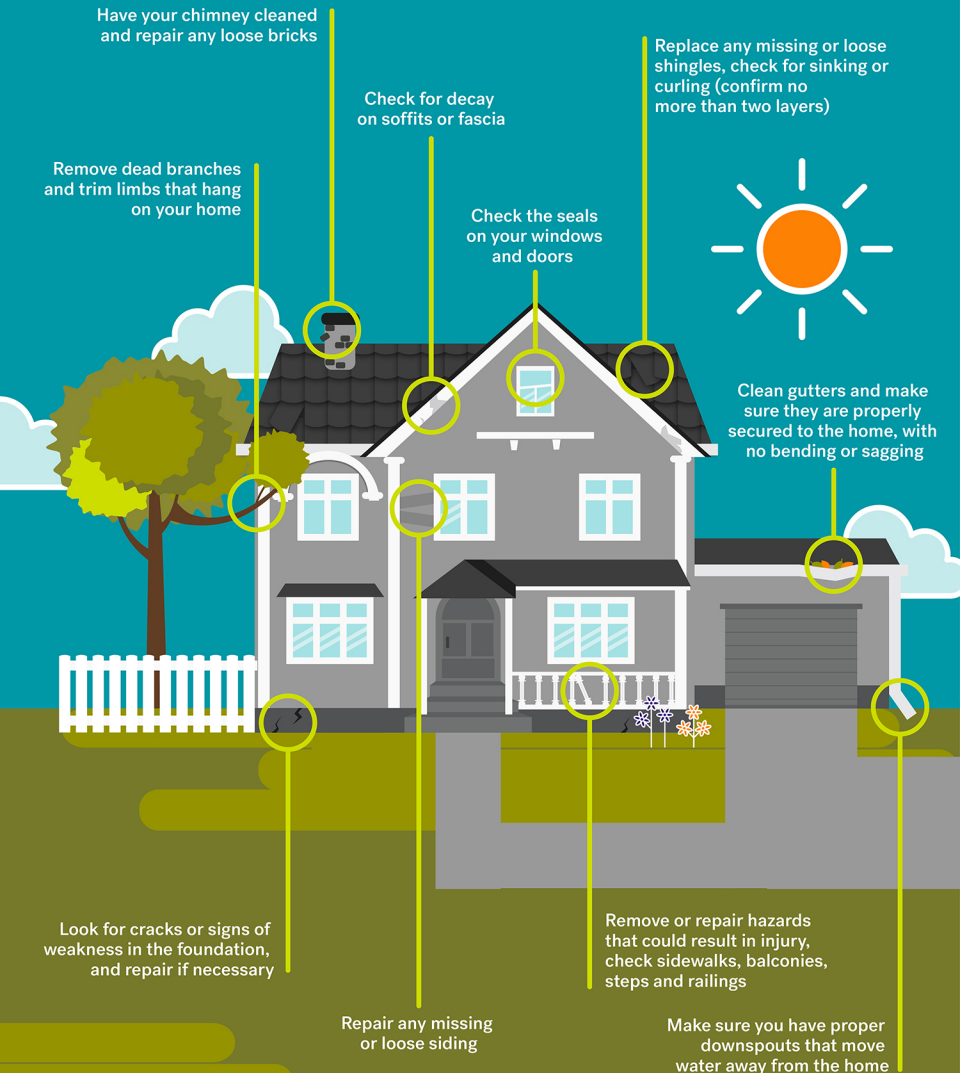 Have your chimney cleaned
and repair any loose bricks
Replace any missing or loose
shingles, check for sinking or
curling (confirm no
more than two layers)
Check for decay
on soffits or fascia
Remove dead branches
and trim limbs that hang
on your home
Check the seals
on your windows
and doors
Clean gutters and make
sure they are properly
secured to the home, with
no bending or sagging
Look for cracks or signs of
weakness in the foundation,
and repair if necessary
Remove or repair hazards
that could result in injury,
check sidewalks, balconies,
steps and railings
Repair any missing
or loose siding
Make sure you have proper
downspouts that move
water away from the home